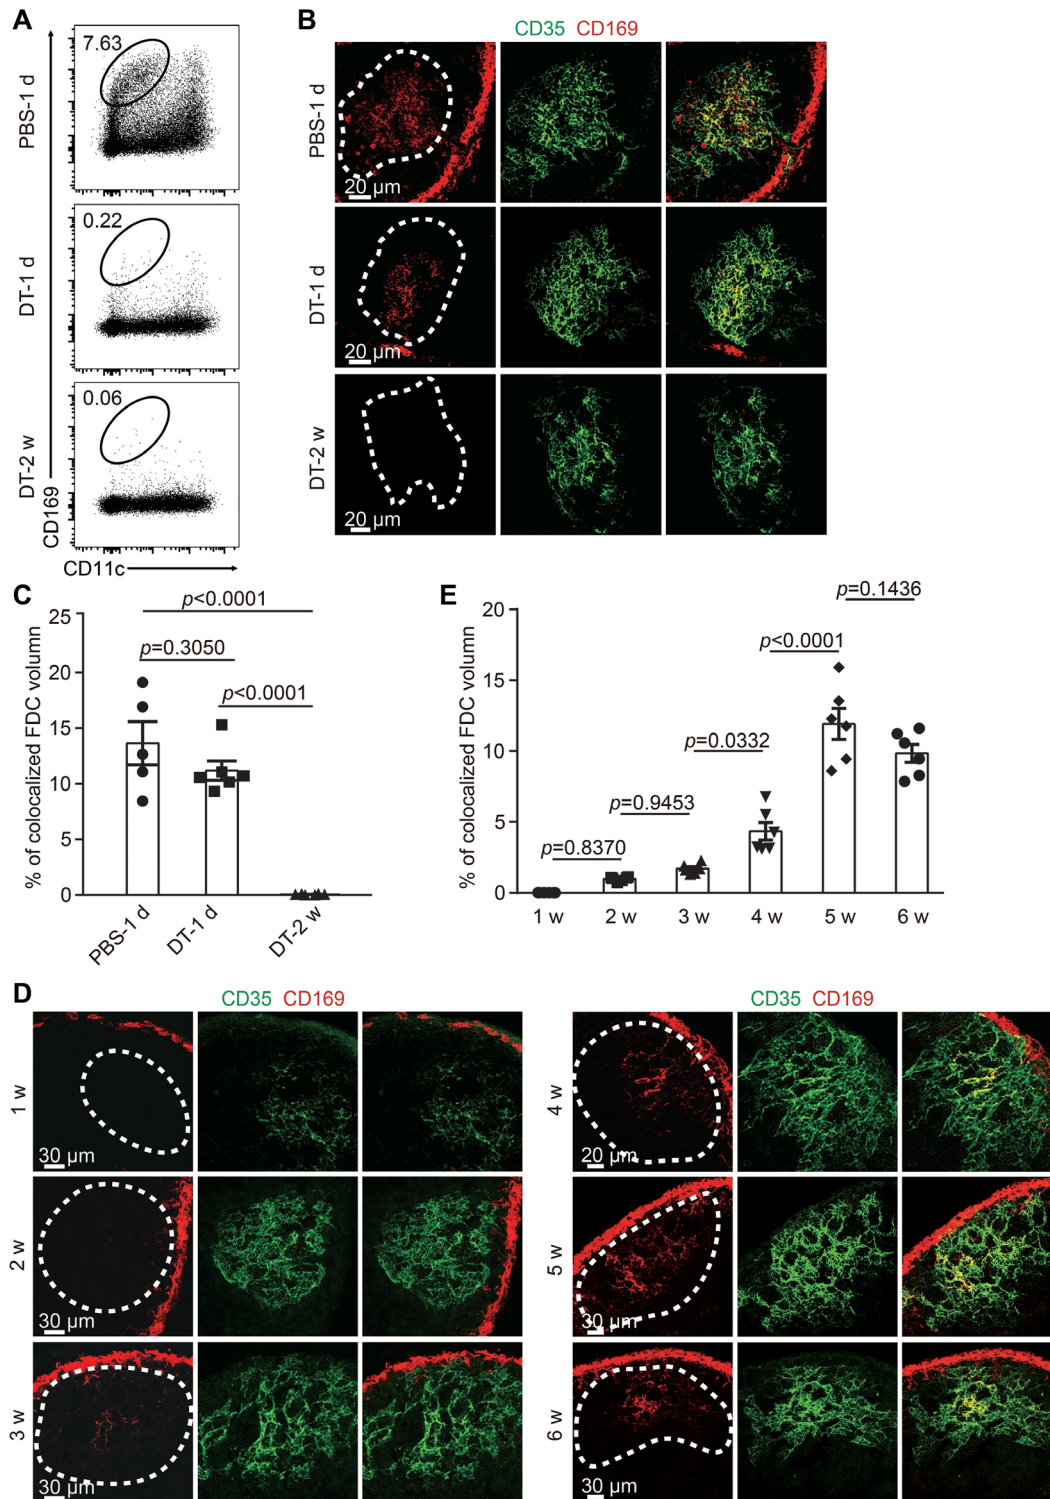 A
7.63
PBS-1 d
0.22
DT-1 d
0.06
DT-2 w
CD169
CD11c
B
CD35 CD169
PBS-1 d
20 µm
DT-1 d
20 µm
DT-2 w
20 µm
C
% of colocalized FDC volumn
25
20
15
10
5
0
p<0.0001
p=0.3050
p<0.0001
PBS-1 d
DT-1 d
DT-2 w
E
% of colocalized FDC volumn
20
15
10
5
0
p=0.8370
p=0.9453
p=0.0332
p<0.0001
p=0.1436
1 w
2 w
3 w
4 w
5 w
6 w
D
CD35 CD169
1 w
30 µm
2 w
30 µm
3 w
30 µm
CD35 CD169
4 w
20 µm
5 w
30 µm
6 w
30 µm